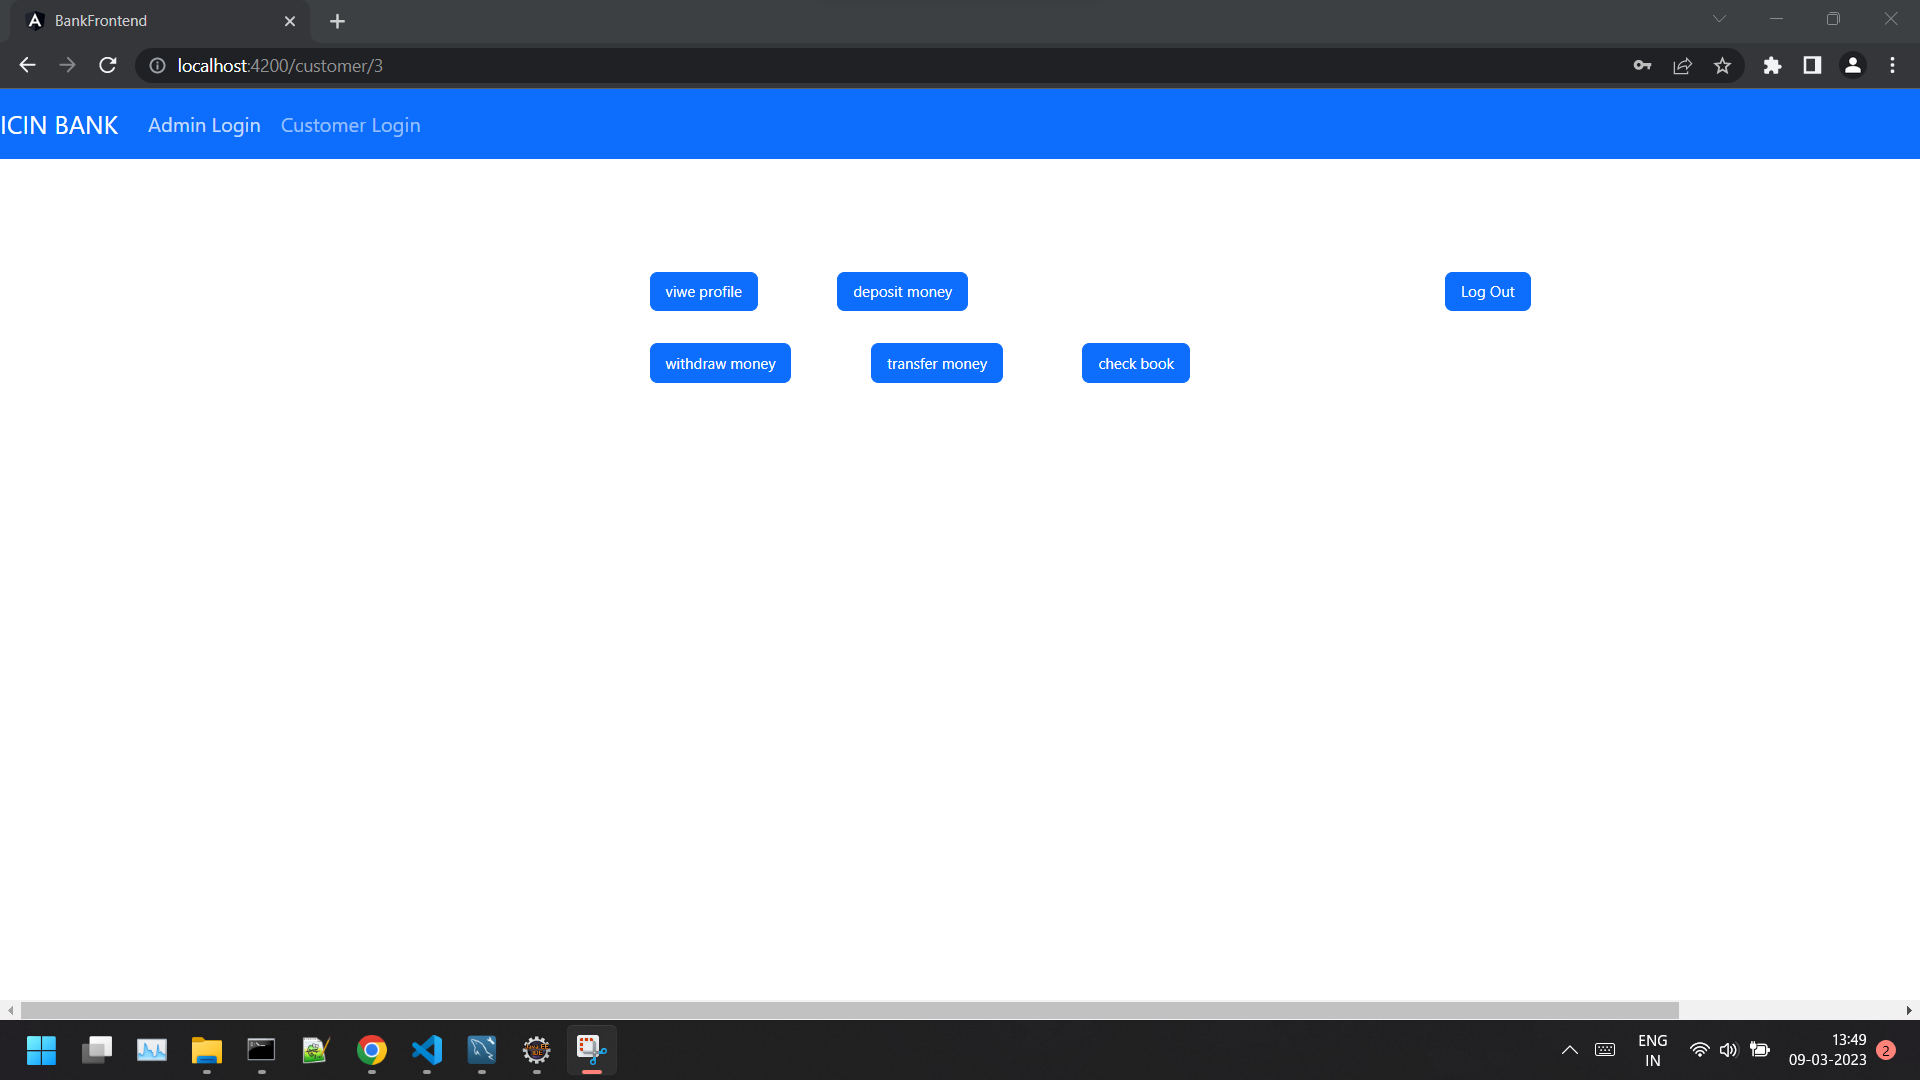 BankFrontend
localhost:4200/customer/3
ICIN BANK Admin Login Customer Login
viwe profile deposit money Log Out
withdraw money transfer money check book
ENG
IN
13:49
09-03-2023
2